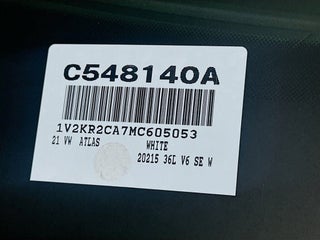 C548140A
1V2KR2CA7MC605053
21 VW ATLAS WHITE
20215 36L V6 SE W